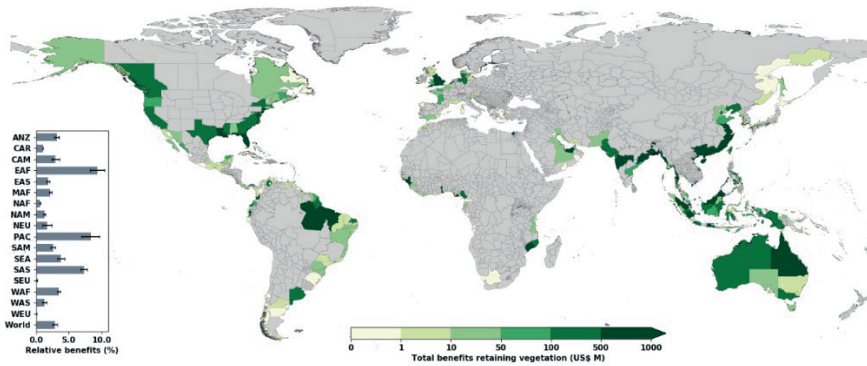 ANZ
CAR
CAM
EAF
EAS
MAF
NAF
NAM
NEU
PAC
SAM
SEA
SAS
SEU
WAF
WAS
WEU
World
0.0 5.0 10.0
Relative benefits (%)
0 1 10 50 100 500 1000
Total benefits retaining vegetation (US$ M)